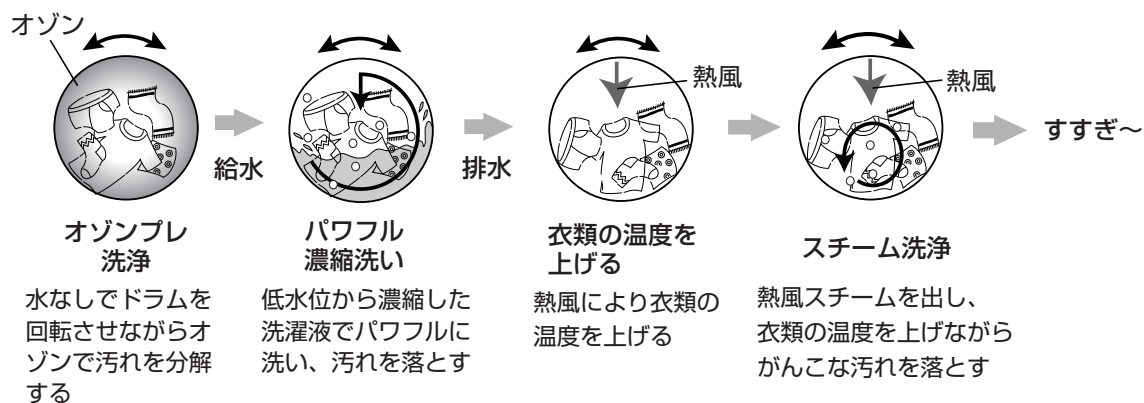 オゾン
給水
オゾンプレ
洗浄
水なしでドラムを
回転させながらオ
ゾンで汚れを分解
する
排水
パワフル
濃縮洗い
低水位から濃縮した
洗濯液でパワフルに
洗い、汚れを落とす
熱風
衣類の温度を
上げる
熱風により衣類の
温度を上げる
熱風
スチーム洗浄
熱風スチームを出し、
衣類の温度を上げながら
がんこな汚れを落とす
すすぎ～